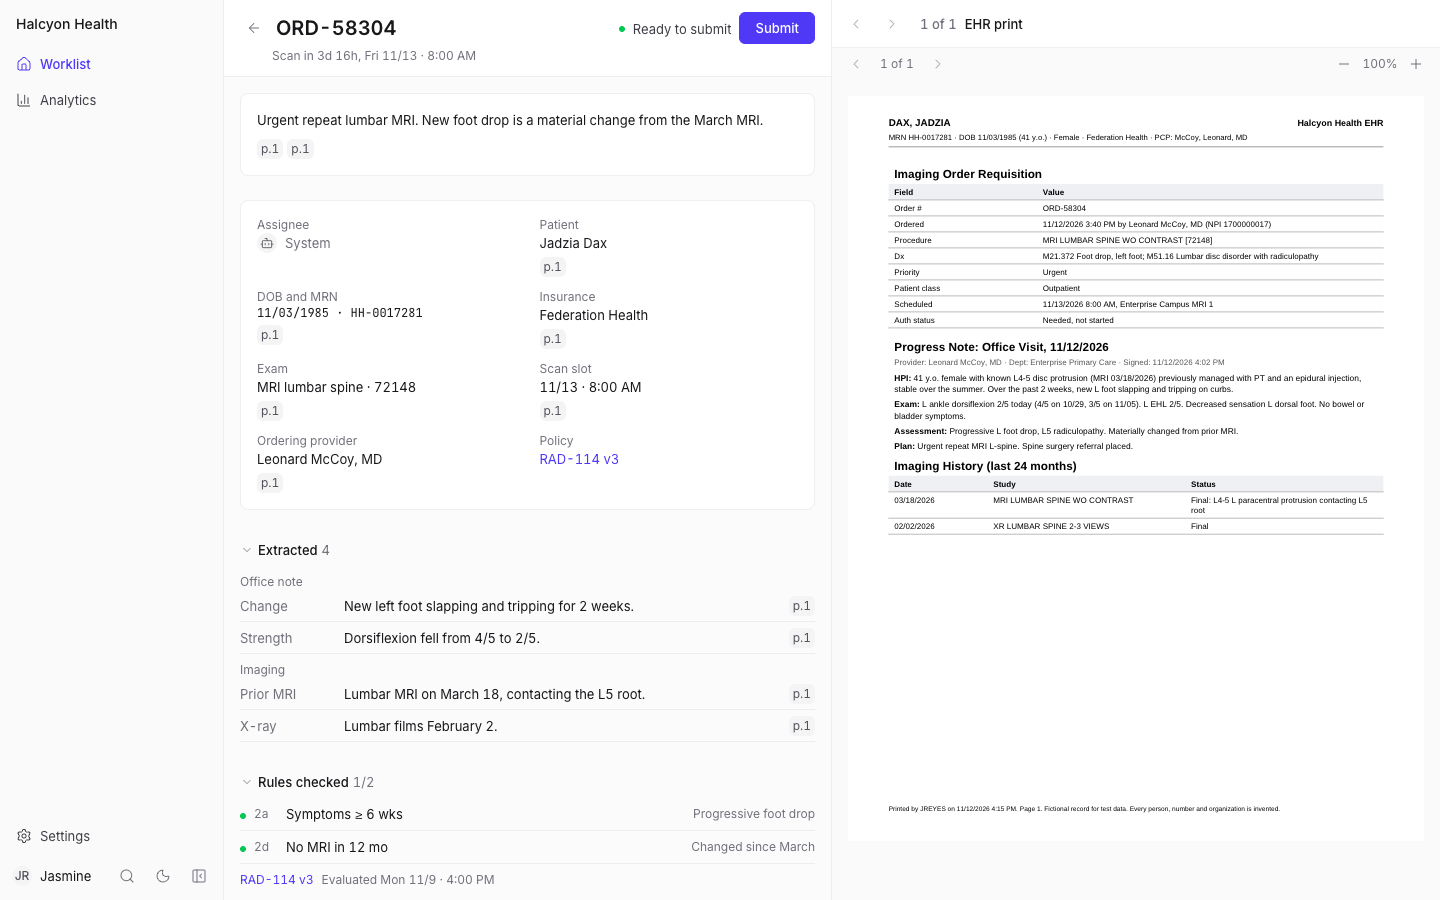 Halcyon Health
Worklist
Analytics
Settings
JR Jasmine
ORD-58304
Ready to submit
Submit
Scan in 3d 16h, Fri 11/13 · 8:00 AM
Urgent repeat lumbar MRI. New foot drop is a material change from the March MRI.
p.1 p.1
Assignee
System
Patient
Jadzia Dax
p.1
DOB and MRN
11/03/1985 · HH-0017281
p.1
Insurance
Federation Health
p.1
Exam
MRI lumbar spine · 72148
p.1
Scan slot
11/13 · 8:00 AM
p.1
Ordering provider
Leonard McCoy, MD
p.1
Policy
RAD-114 v3
Extracted 4
Office note
Change New left foot slapping and tripping for 2 weeks. p.1
Strength Dorsiflexion fell from 4/5 to 2/5. p.1
Imaging
Prior MRI Lumbar MRI on March 18, contacting the L5 root. p.1
X-ray Lumbar films February 2. p.1
Rules checked 1/2
2a Symptoms ≥ 6 wks Progressive foot drop
2d No MRI in 12 mo Changed since March
RAD-114 v3 Evaluated Mon 11/9 · 4:00 PM
1 of 1 EHR print
1 of 1
100%
DAX, JADZIA Halcyon Health EHR
MRN HH-0017281 · DOB 11/03/1985 (41 y.o.) · Female · Federation Health · PCP: McCoy, Leonard, MD
Imaging Order Requisition
Field Value
Order # ORD-58304
Ordered 11/12/2026 3:40 PM by Leonard McCoy, MD (NPI 1700000017)
Procedure MRI LUMBAR SPINE WO CONTRAST [72148]
Dx M21.372 Foot drop, left foot; M51.16 Lumbar disc disorder with radiculopathy
Priority Urgent
Patient class Outpatient
Scheduled 11/13/2026 8:00 AM, Enterprise Campus MRI 1
Auth status Needed, not started
Progress Note: Office Visit, 11/12/2026
Provider: Leonard McCoy, MD · Dept: Enterprise Primary Care · Signed: 11/12/2026 4:02 PM
HPI: 41 y.o. female with known L4-5 disc protrusion (MRI 03/18/2026) previously managed with PT and an epidural injection,
stable over the summer. Over the past 2 weeks, new L foot slapping and tripping on curbs.
Exam: L ankle dorsiflexion 2/5 today (4/5 on 10/29, 3/5 on 11/05). L EHL 2/5. Decreased sensation L dorsal foot. No bowel or
bladder symptoms.
Assessment: Progressive L foot drop, L5 radiculopathy. Materially changed from prior MRI.
Plan: Urgent repeat MRI L-spine. Spine surgery referral placed.
Imaging History (last 24 months)
Date Study Status
03/18/2026 MRI LUMBAR SPINE WO CONTRAST Final: L4-5 L paracentral protrusion contacting L5
root
02/02/2026 XR LUMBAR SPINE 2-3 VIEWS Final
Printed by JREYES on 11/12/2026 4:15 PM. Page 1. Fictional record for test data. Every person, number and organization is invented.